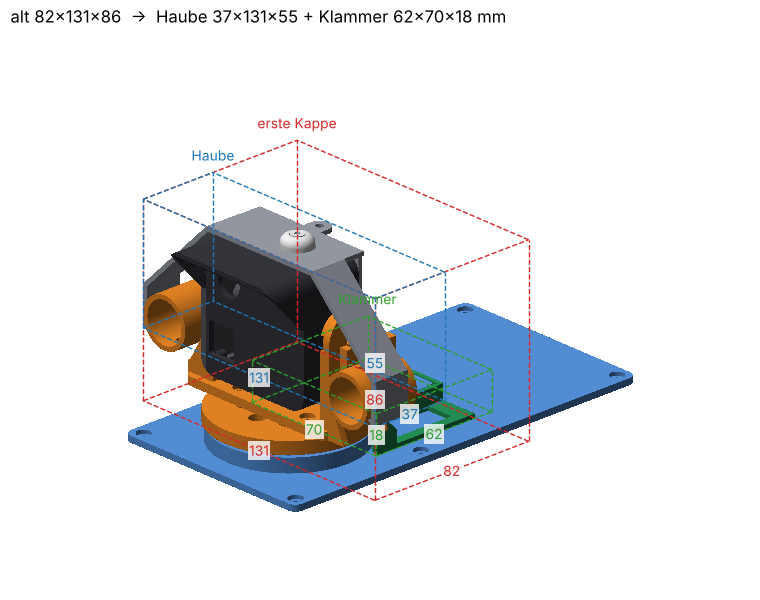 alt 82×131×86 → Haube 37×131×55 + Klammer 62×70×18 mm
erste Kappe
Haube
Klammer
55
131
86
37
70
18
62
131
82